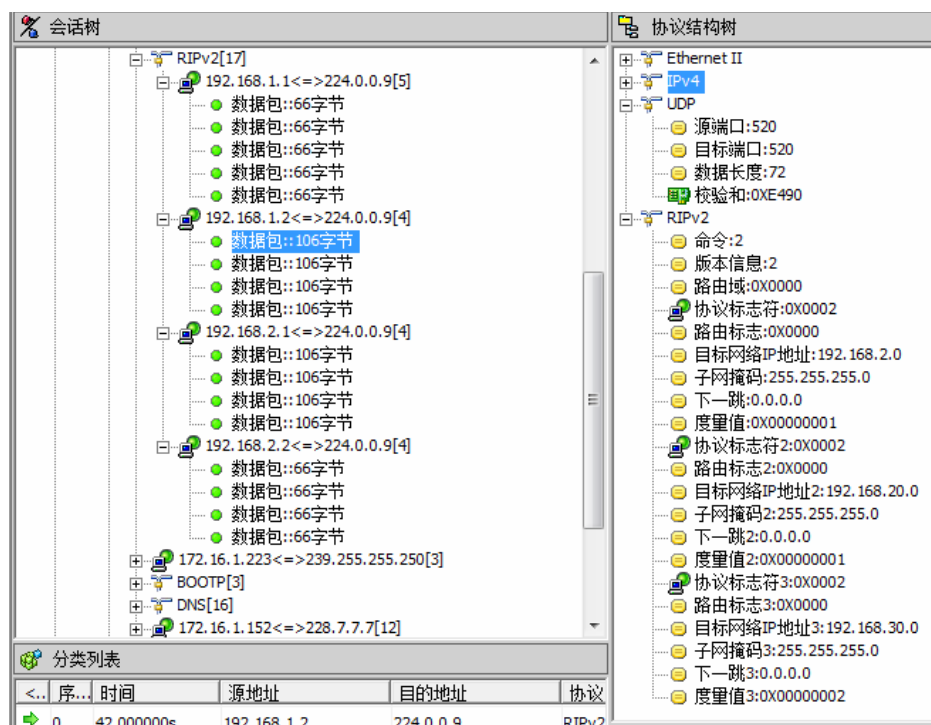 会话树
RIPv2[17]
192.168.1.1<=>224.0.0.9[5]
数据包::66字节
数据包::66字节
数据包::66字节
数据包::66字节
数据包::66字节
192.168.1.2<=>224.0.0.9[4]
数据包::106字节
数据包::106字节
数据包::106字节
数据包::106字节
192.168.2.1<=>224.0.0.9[4]
数据包::106字节
数据包::106字节
数据包::106字节
数据包::106字节
192.168.2.2<=>224.0.0.9[4]
数据包::66字节
数据包::66字节
数据包::66字节
数据包::66字节
172.16.1.223<=>239.255.255.250[3]
BOOTP[3]
DNS[16]
172.16.1.152<=>228.7.7.7[12]
分类列表
<.. 序... 时间 源地址 目的地址 协议
0 42.000000s 192.168.1.2 224.0.0.9 RIPv2
协议结构树
Ethernet II
IPv4
UDP
源端口:520
目标端口:520
数据长度:72
校验和:0XE490
RIPv2
命令:2
版本信息:2
路由域:0X0000
协议标志符:0X0002
路由标志:0X0000
目标网络IP地址:192.168.2.0
子网掩码:255.255.255.0
下一跳:0.0.0.0
度量值:0X00000001
协议标志符2:0X0002
路由标志2:0X0000
目标网络IP地址2:192.168.20.0
子网掩码2:255.255.255.0
下一跳2:0.0.0.0
度量值2:0X00000001
协议标志符3:0X0002
路由标志3:0X0000
目标网络IP地址3:192.168.30.0
子网掩码3:255.255.255.0
下一跳3:0.0.0.0
度量值3:0X00000002